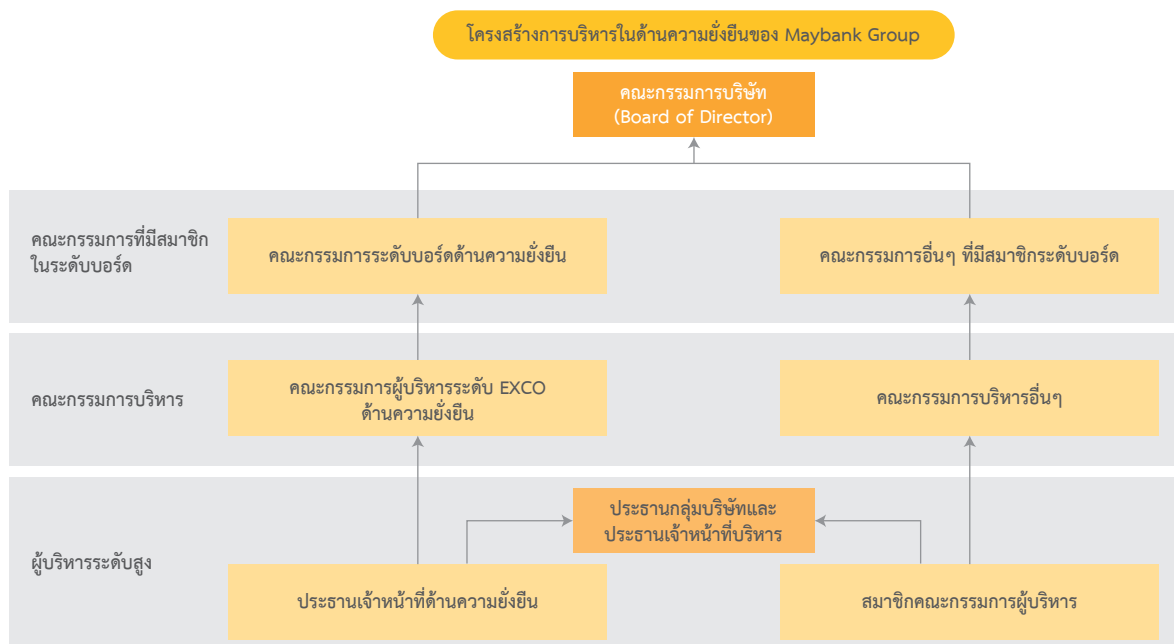 โครงสร้างการบริหารในด้านความยั่งยืนของ Maybank Group
คณะกรรมการบริษัท
(Board of Director)
คณะกรรมการที่มีสมาชิก
ในระดับบอร์ด
คณะกรรมการระดับบอร์ดด้านความยั่งยืน
คณะกรรมการอื่นๆ ที่มีสมาชิกระดับบอร์ด
คณะกรรมการบริหาร
คณะกรรมการผู้บริหารระดับ EXCO
ด้านความยั่งยืน
คณะกรรมการบริหารอื่นๆ
ผู้บริหารระดับสูง
ประธานกลุ่มบริษัทและ
ประธานเจ้าหน้าที่บริหาร
ประธานเจ้าหน้าที่ด้านความยั่งยืน
สมาชิกคณะกรรมการผู้บริหาร